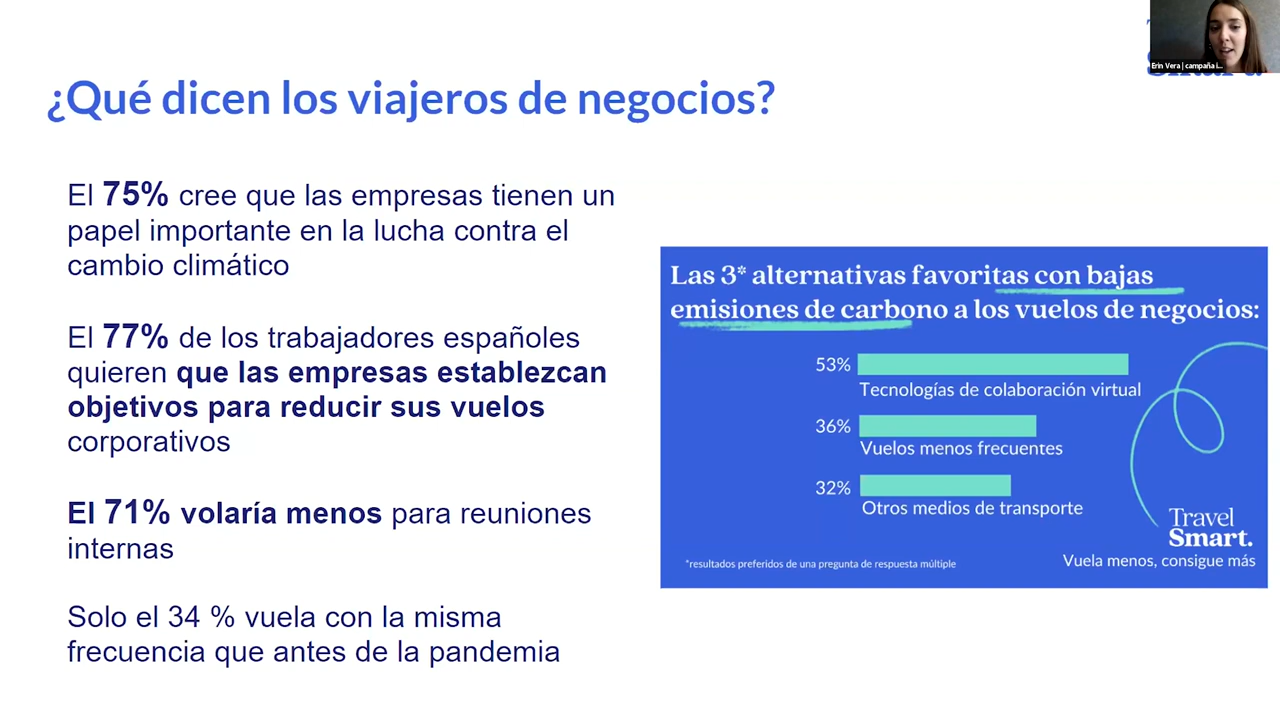 Erin Vera | campaña i...
¿Qué dicen los viajeros de negocios?
El 75% cree que las empresas tienen un
papel importante en la lucha contra el
cambio climático
El 77% de los trabajadores españoles
quieren que las empresas establezcan
objetivos para reducir sus vuelos
corporativos
El 71% volaría menos para reuniones
internas
Solo el 34 % vuela con la misma
frecuencia que antes de la pandemia
Las 3* alternativas favoritas con bajas
emisiones de carbono a los vuelos de negocios:
53%
Tecnologías de colaboración virtual
36%
Vuelos menos frecuentes
32%
Otros medios de transporte
Travel
Smart.
*resultados preferidos de una pregunta de respuesta múltiple
Vuela menos, consigue más